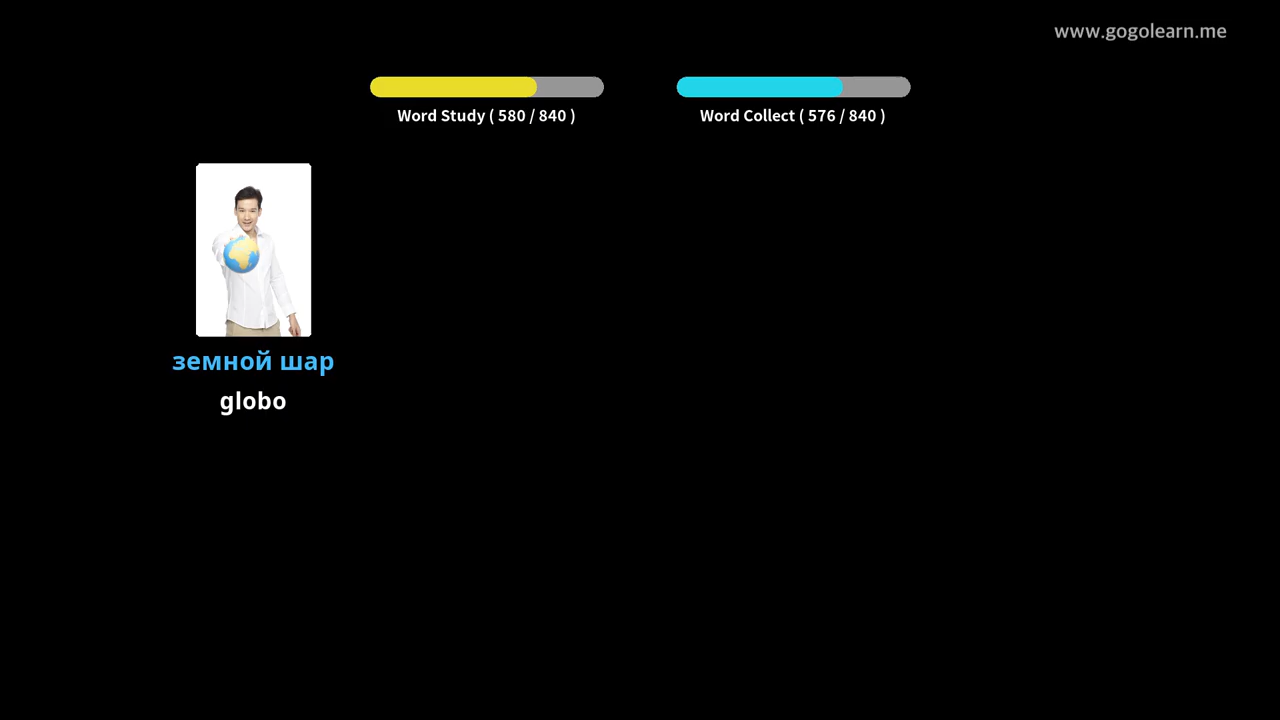 www.gogolearn.me
Word Study ( 580 / 840 )
Word Collect ( 576 / 840 )
земной шар
globo